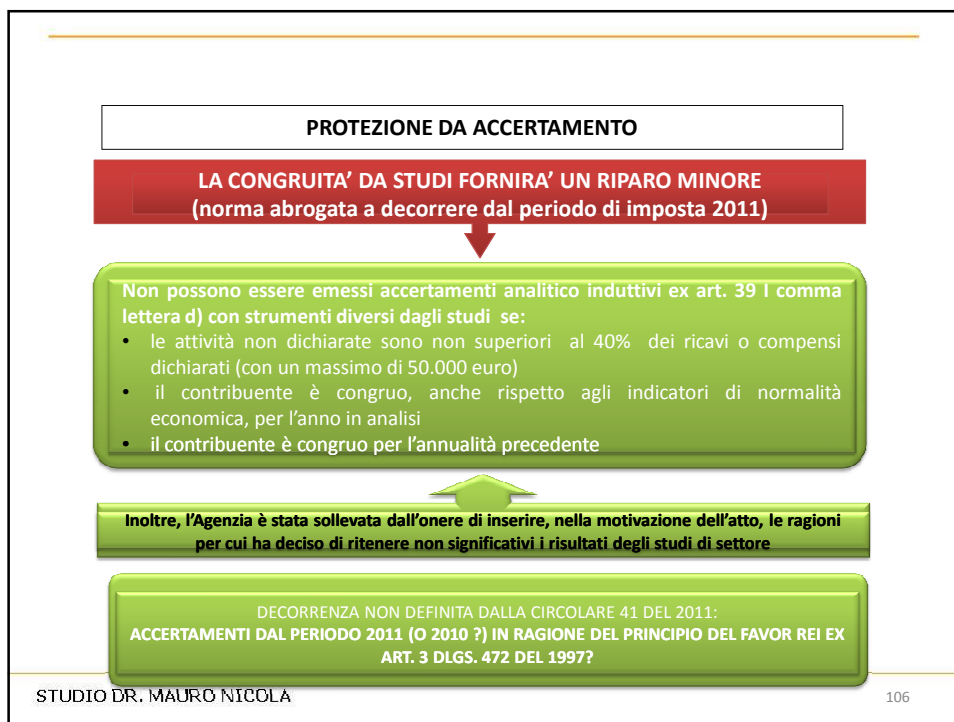 PROTEZIONE DA ACCERTAMENTO
LA CONGRUITA’ DA STUDI FORNIRA’ UN RIPARO MINORE
(norma abrogata a decorrere dal periodo di imposta 2011)
Non possono essere emessi accertamenti analitico induttivi ex art. 39 I comma
lettera d) con strumenti diversi dagli studi se:
• le attività non dichiarate sono non superiori al 40% dei ricavi o compensi
dichiarati (con un massimo di 50.000 euro)
• il contribuente è congruo, anche rispetto agli indicatori di normalità
economica, per l’anno in analisi
• il contribuente è congruo per l’annualità precedente
Inoltre, l’Agenzia è stata sollevata dall’onere di inserire, nella motivazione dell’atto, le ragioni
per cui ha deciso di ritenere non significativi i risultati degli studi di settore
DECORRENZA NON DEFINITA DALLA CIRCOLARE 41 DEL 2011:
ACCERTAMENTI DAL PERIODO 2011 (O 2010 ?) IN RAGIONE DEL PRINCIPIO DEL FAVOR REI EX
ART. 3 DLGS. 472 DEL 1997?
STUDIO DR. MAURO NICOLA
106